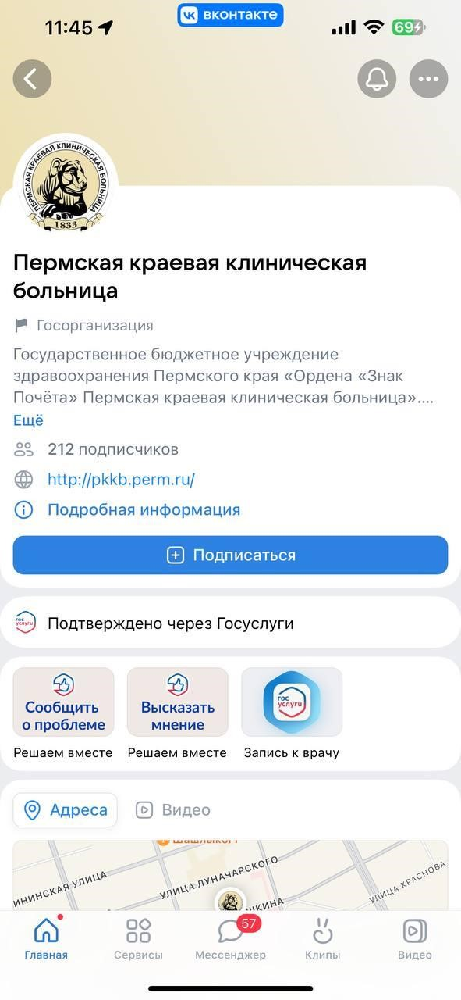 11:45
вконтакте
69
ПЕРМСКАЯ КРАЕВАЯ КЛИНИЧЕСКАЯ БОЛЬНИЦА
1833
Пермская краевая клиническая
больница
Госорганизация
Государственное бюджетное учреждение
здравоохранения Пермского края «Ордена «Знак
Почёта» Пермская краевая клиническая больница»....
Ещё
212 подписчиков
http://pkkb.perm.ru/
Подробная информация
Подписаться
гос
услуги
Подтверждено через Госуслуги
Сообщить
о проблеме
Высказать
мнение
гос
услуги
Решаем вместе
Решаем вместе
Запись к врачу
Адреса
Видео
УЛИЦА ЛУНАЧАРСКОГО
ИНИНСКАЯ УЛИЦА
УЛИЦА КРАСНОВА
ШКИНА
57
Главная
Сервисы
Мессенджер
Клипы
Видео